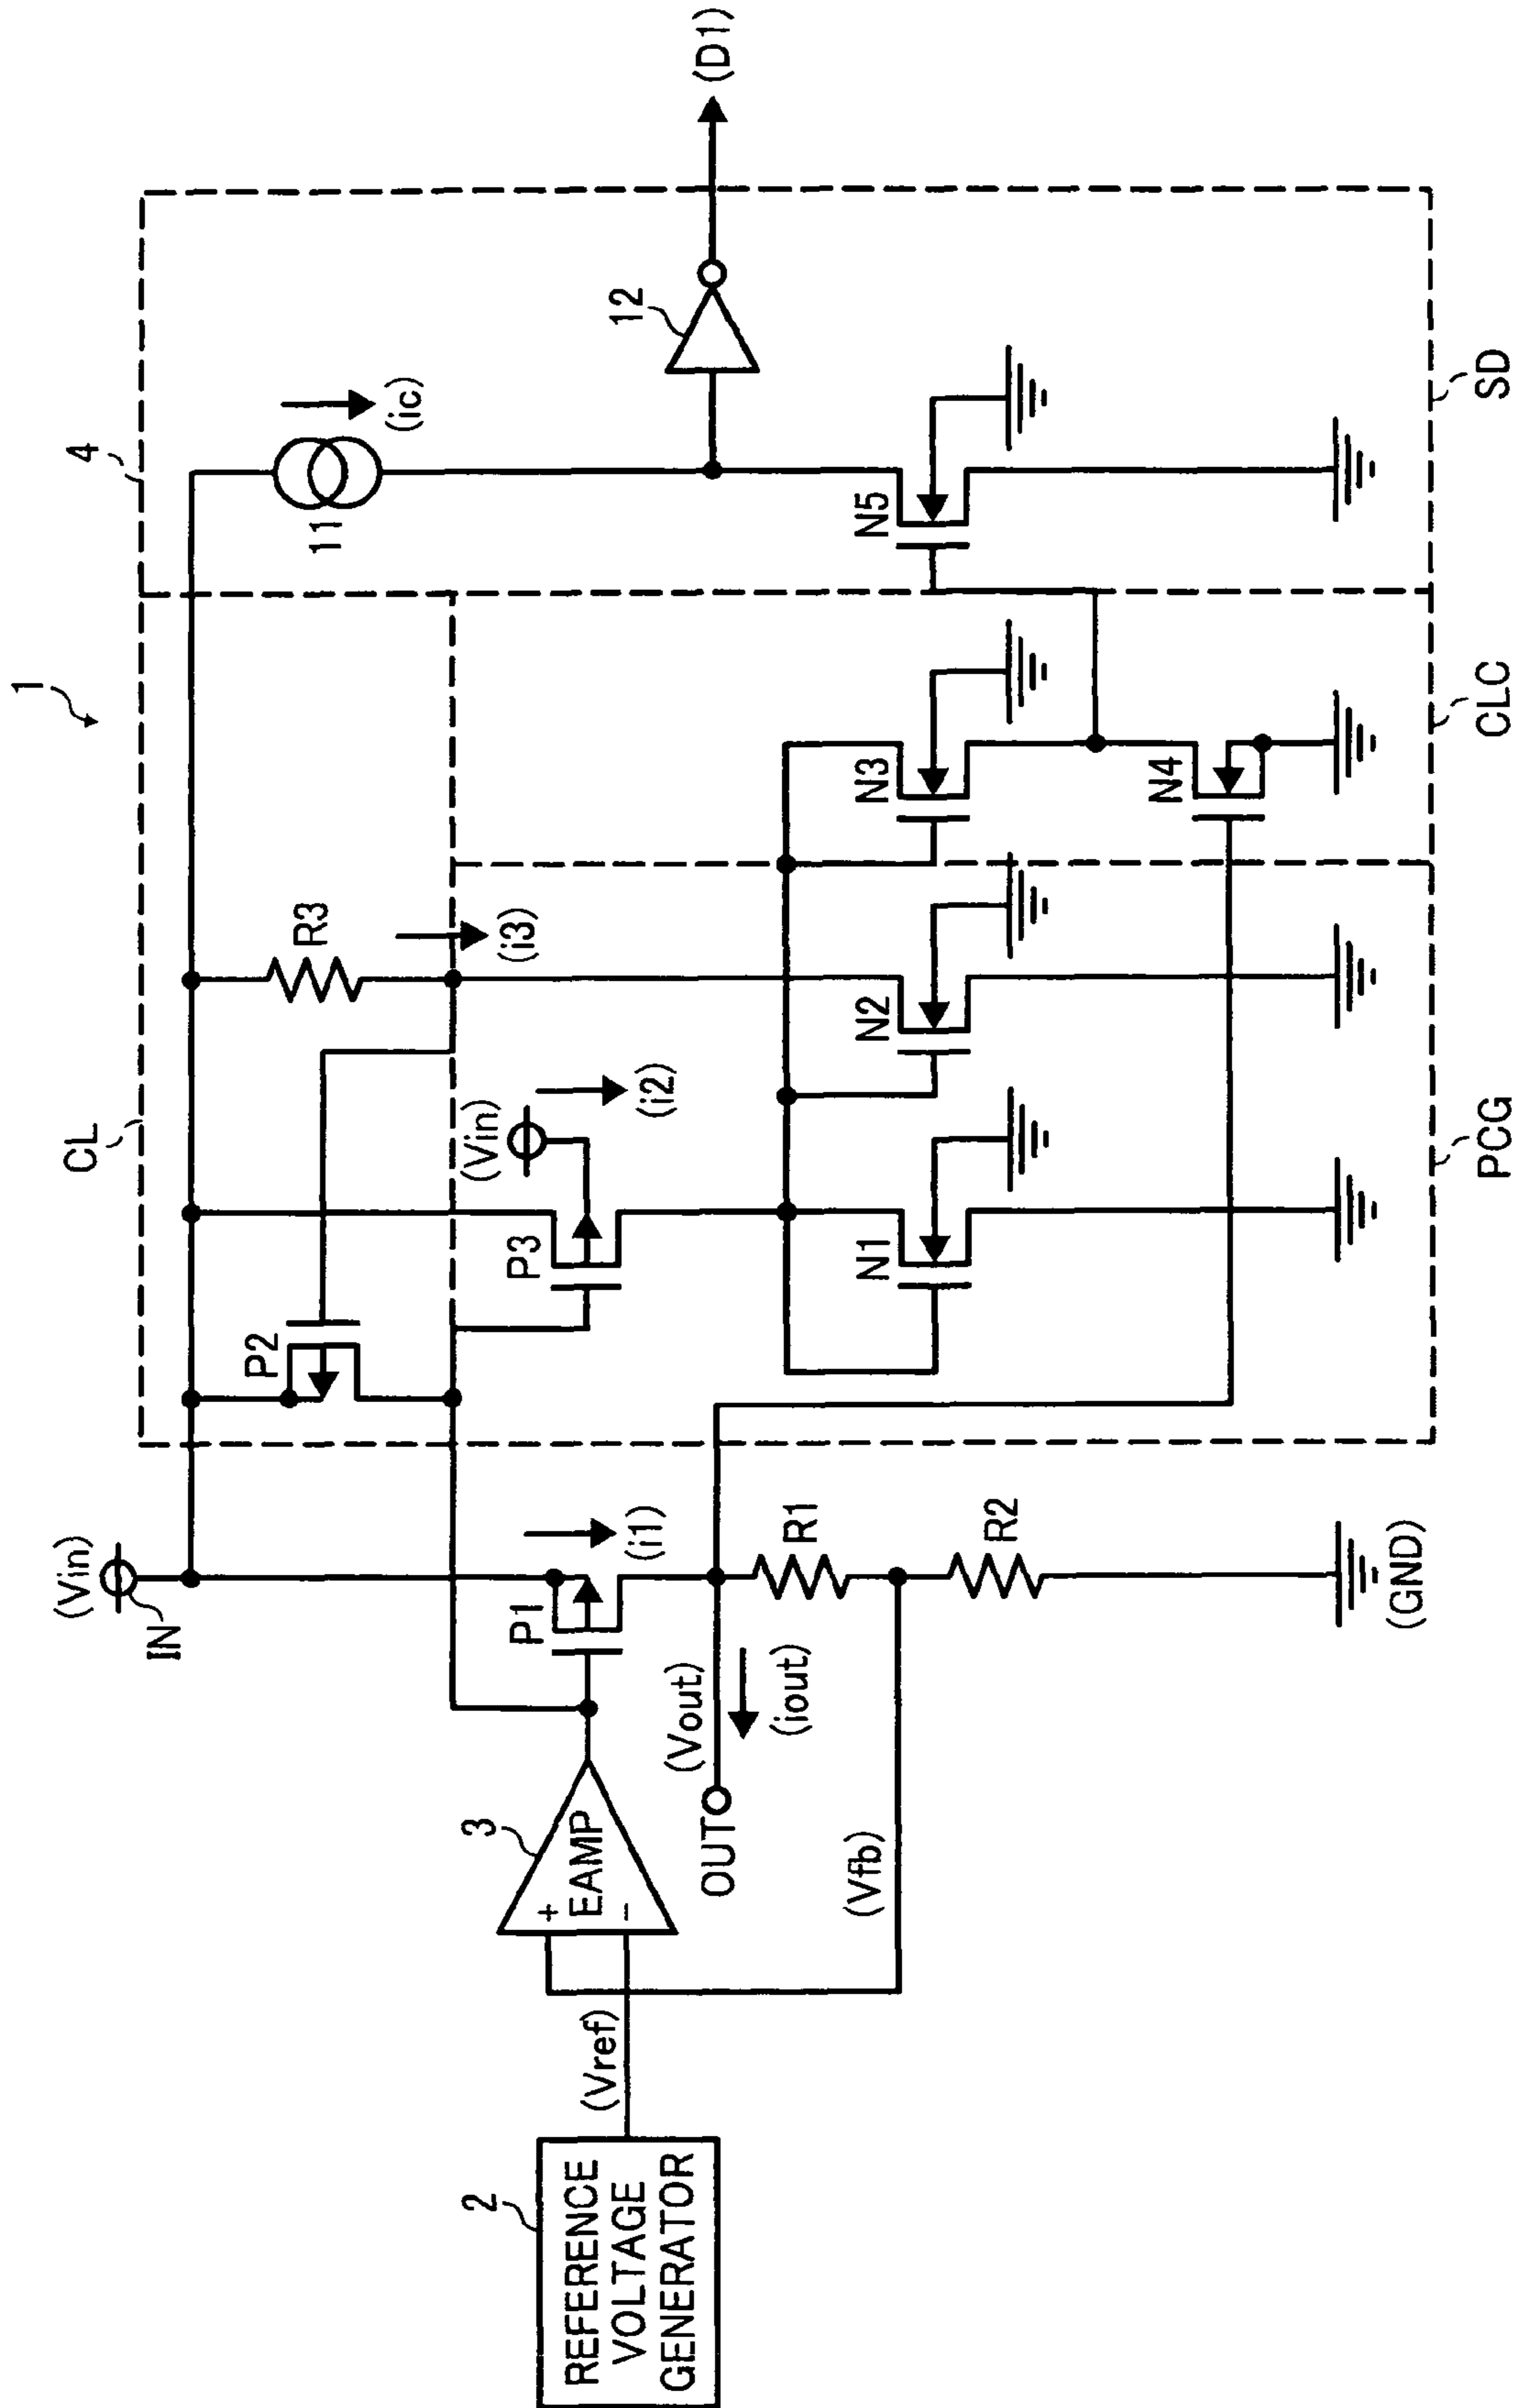 1
(Vin)
IN
CL
4
P2
R3
(i3)
11
(ic)
(Vin)
(i2)
P3
12
(D1)
2
REFERENCE
VOLTAGE
GENERATOR
(Vref)
3
EAMP
+
−
P1
(i1)
(Vout)
(iout)
OUT
(Vfb)
R1
R2
(GND)
N1
N2
N3
N4
N5
PCG
CLC
SD